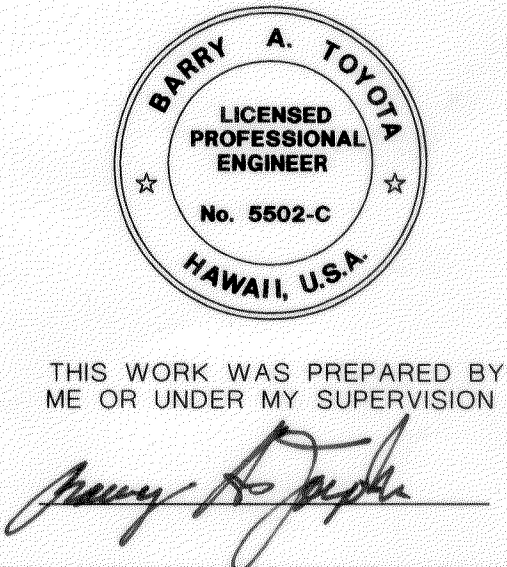 BARRY A. TOYOTA
LICENSED
PROFESSIONAL
ENGINEER
No. 5502-C
HAWAII, U.S.A.
THIS WORK WAS PREPARED BY
ME OR UNDER MY SUPERVISION